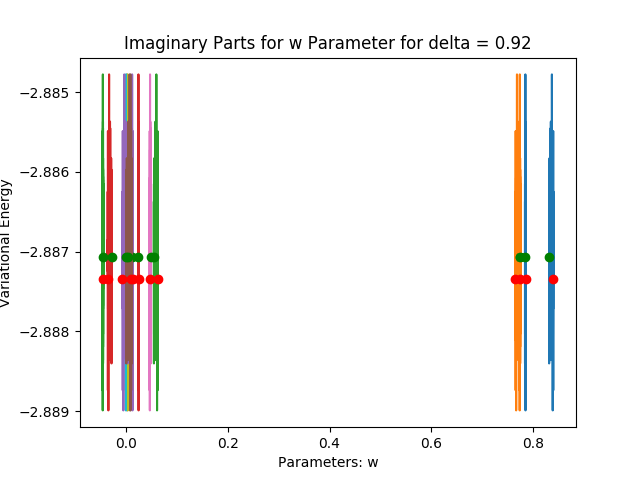 Imaginary Parts for w Parameter for delta = 0.92
Variational Energy
−2.885
−2.886
−2.887
−2.888
−2.889
0.0 0.2 0.4 0.6 0.8
Parameters: w